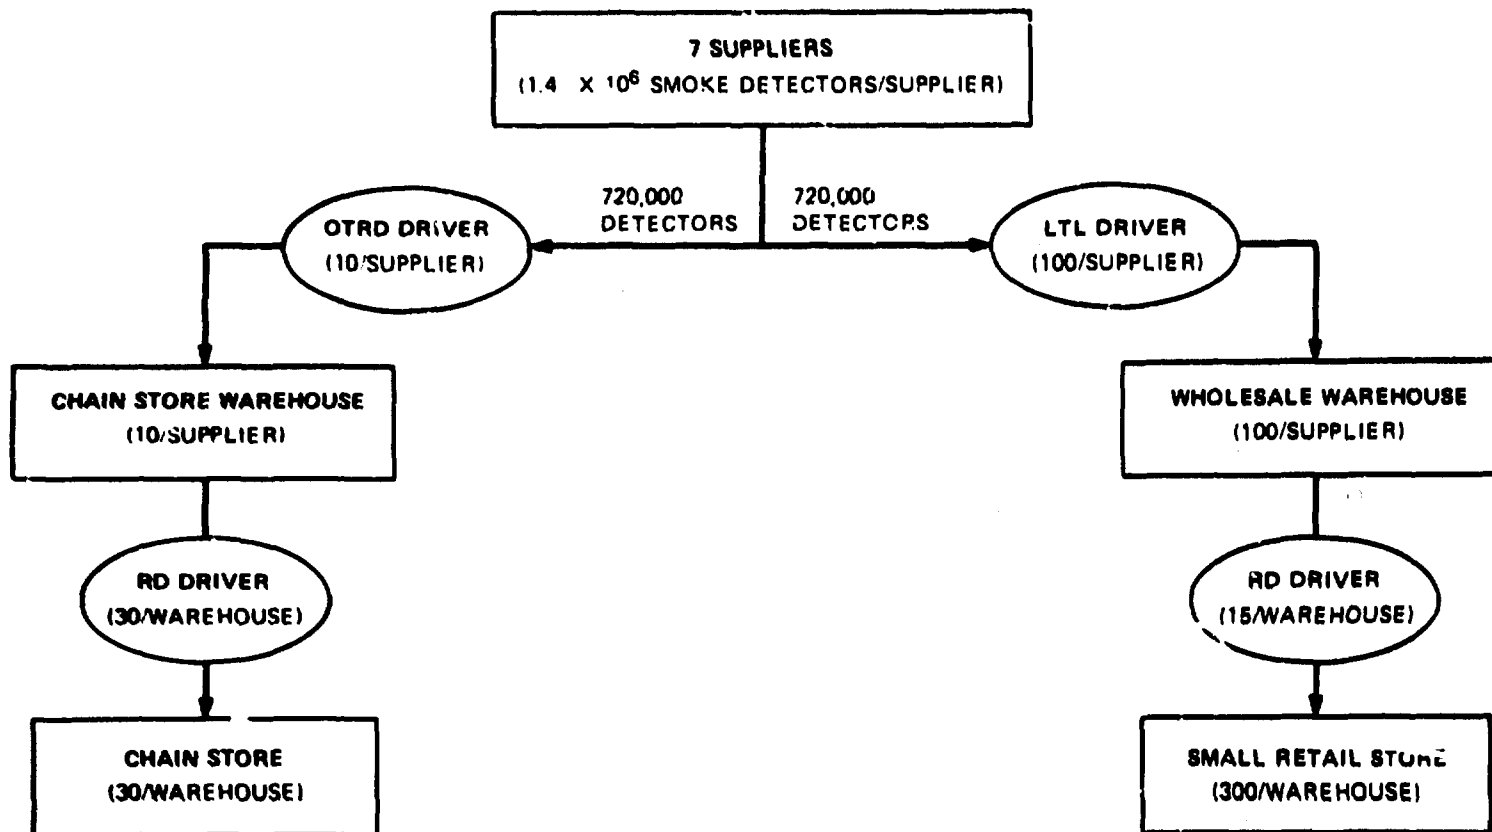 7 SUPPLIERS
(1.4 X 10⁶ SMOKE DETECTORS/SUPPLIER)
720,000
DETECTORS
720,000
DETECTORS
OTRD DRIVER
(10/SUPPLIER)
LTL DRIVER
(100/SUPPLIER)
CHAIN STORE WAREHOUSE
(10/SUPPLIER)
WHOLESALE WAREHOUSE
(100/SUPPLIER)
RD DRIVER
(30/WAREHOUSE)
RD DRIVER
(15/WAREHOUSE)
CHAIN STORE
(30/WAREHOUSE)
SMALL RETAIL STORE
(300/WAREHOUSE)